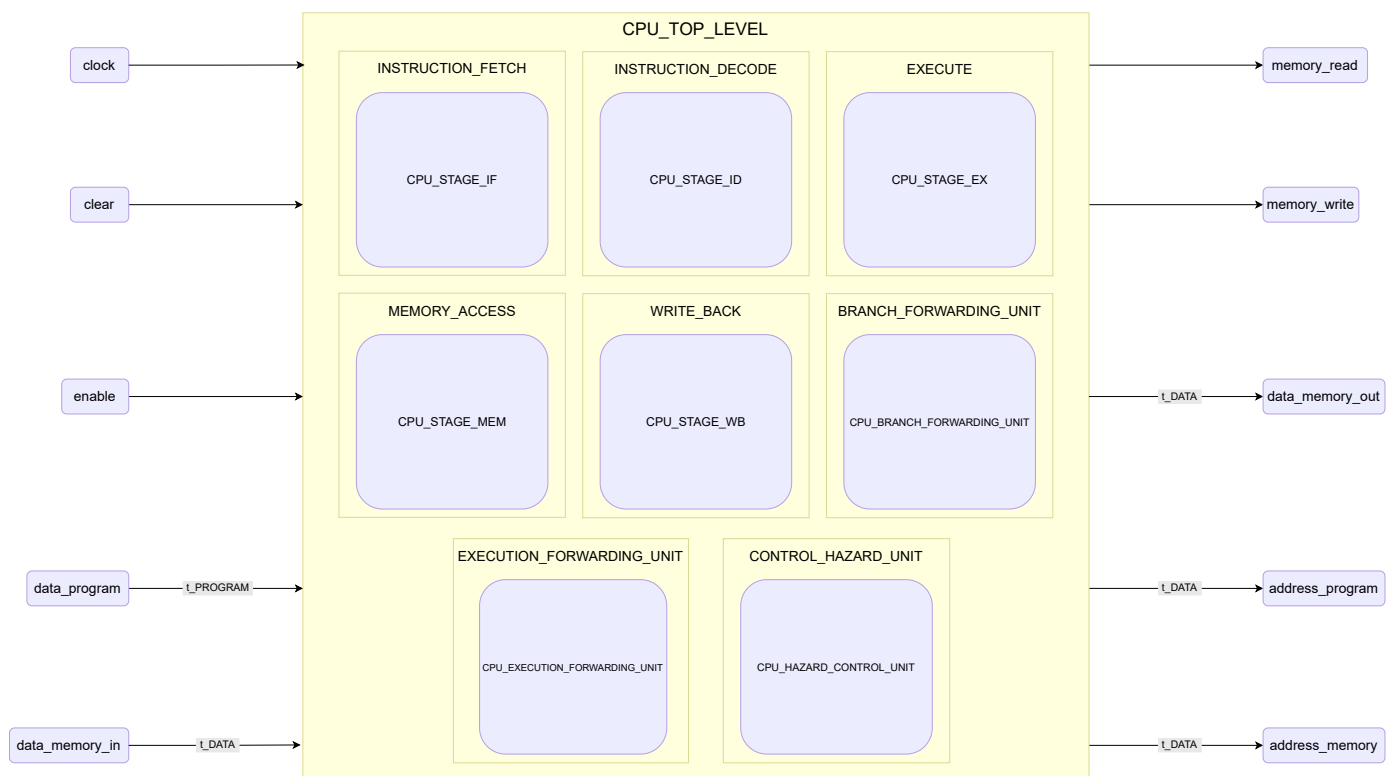 CPU_TOP_LEVEL
clock
INSTRUCTION_FETCH
INSTRUCTION_DECODE
EXECUTE
memory_read
CPU_STAGE_IF
CPU_STAGE_ID
CPU_STAGE_EX
clear
memory_write
MEMORY_ACCESS
WRITE_BACK
BRANCH_FORWARDING_UNIT
enable
t_DATA
data_memory_out
CPU_STAGE_MEM
CPU_STAGE_WB
CPU_BRANCH_FORWARDING_UNIT
EXECUTION_FORWARDING_UNIT
CONTROL_HAZARD_UNIT
data_program
t_PROGRAM
t_DATA
address_program
CPU_EXECUTION_FORWARDING_UNIT
CPU_HAZARD_CONTROL_UNIT
data_memory_in
t_DATA
t_DATA
address_memory